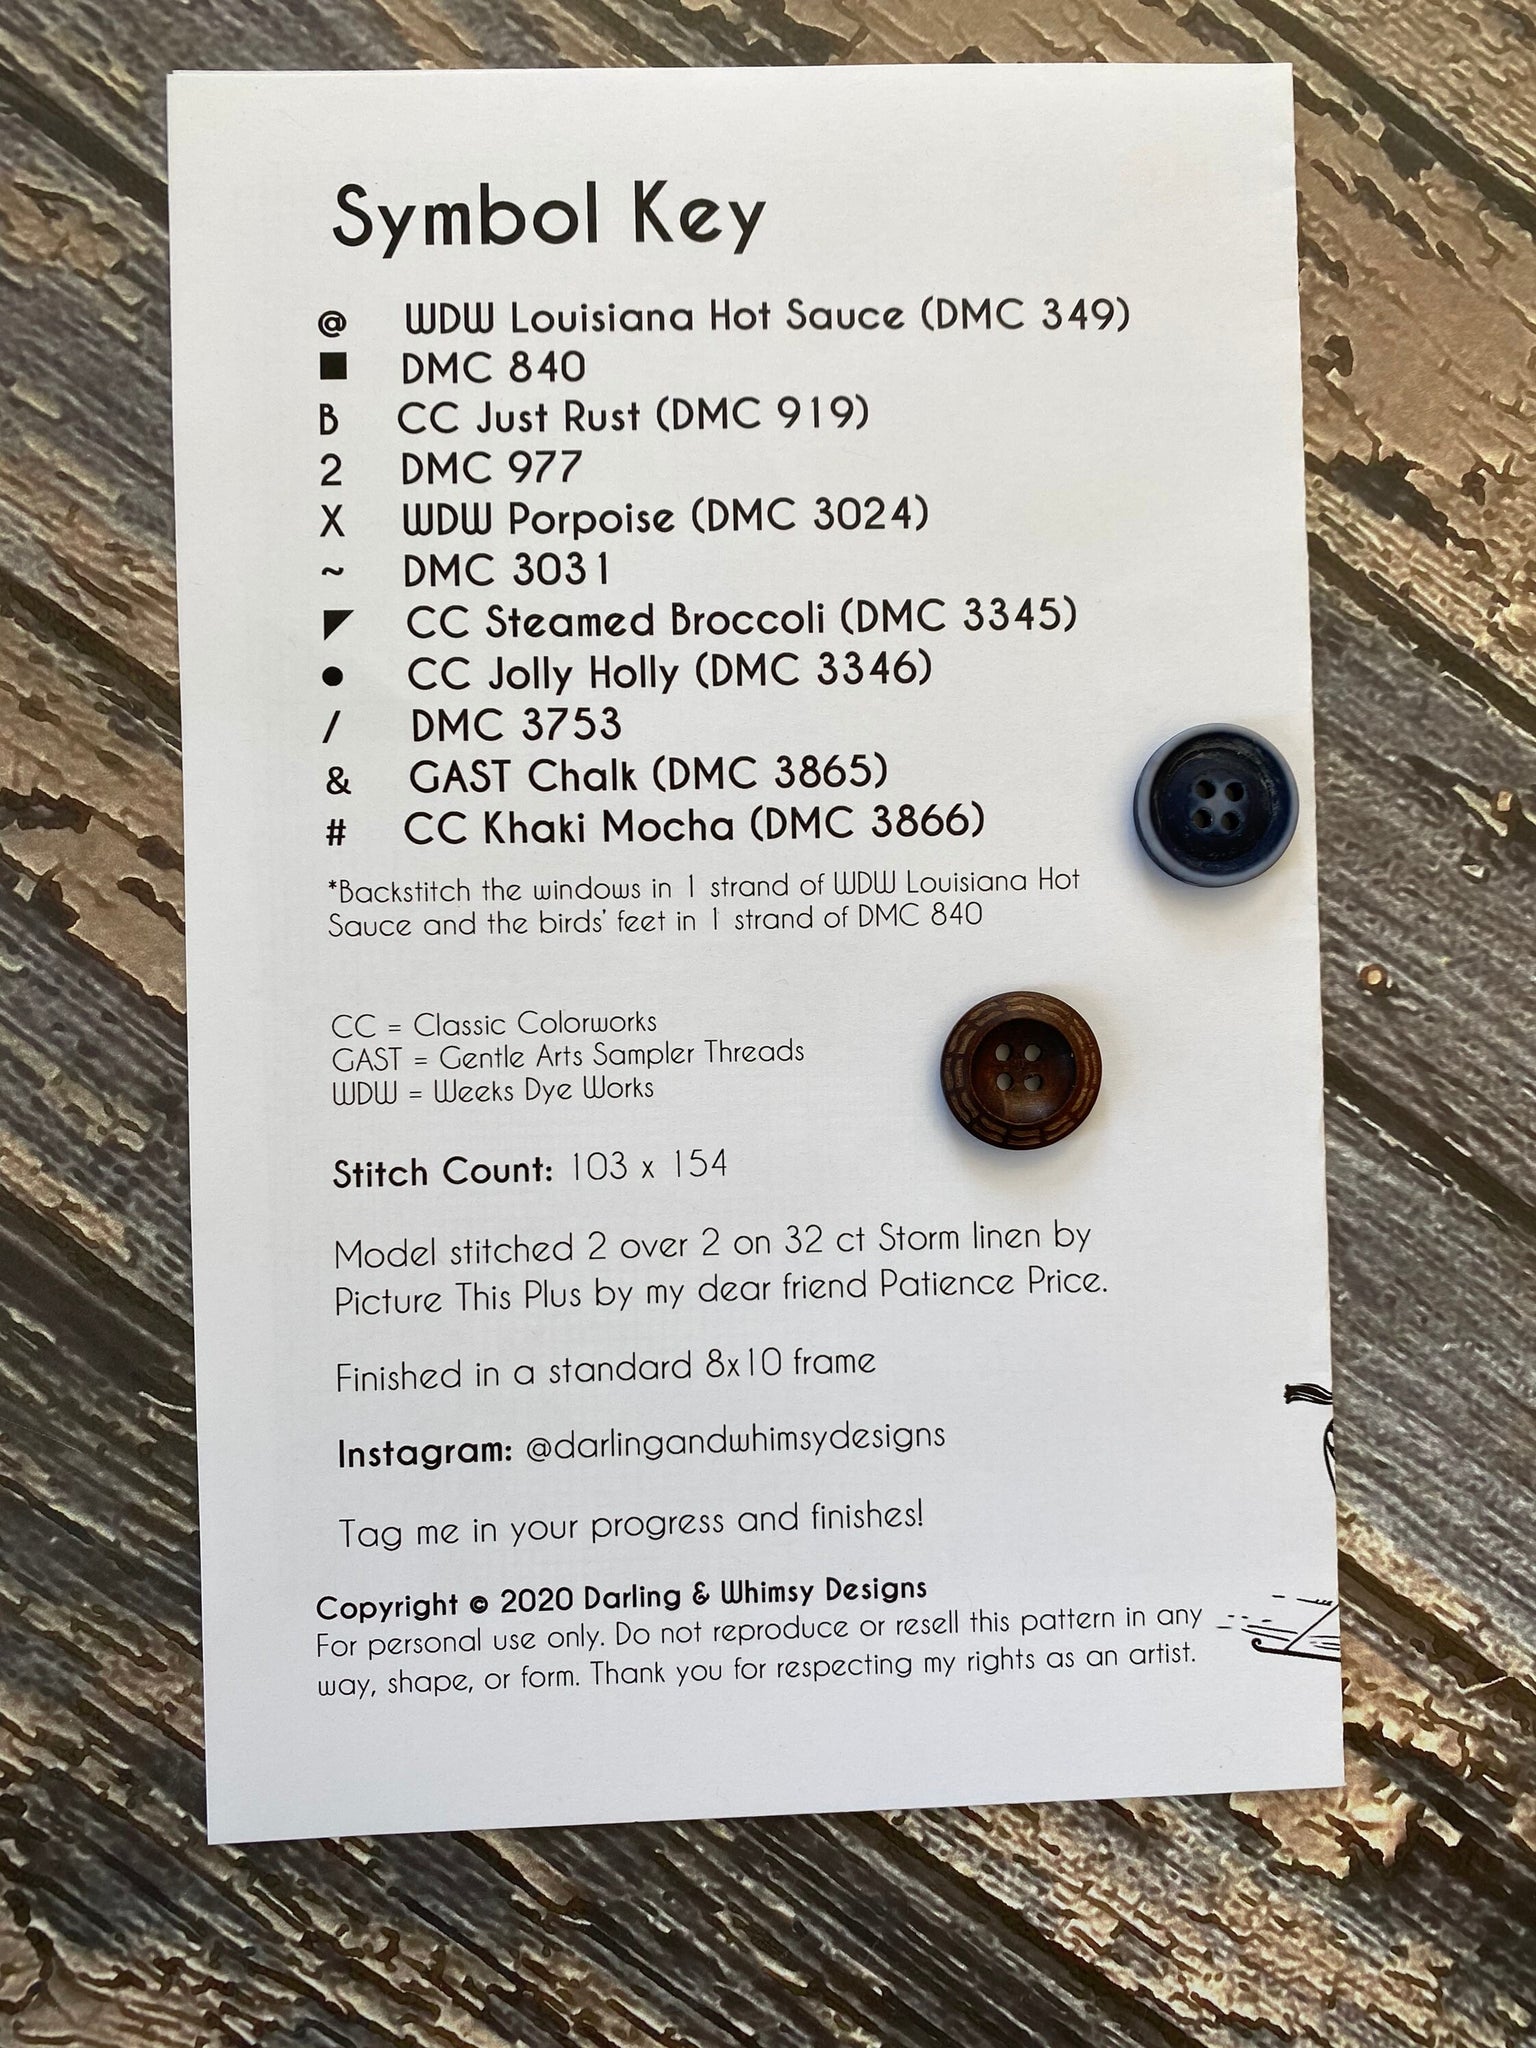 Symbol Key
@ WDW Louisiana Hot Sauce (DMC 349)
■ DMC 840
B CC Just Rust (DMC 919)
2 DMC 977
X WDW Porpoise (DMC 3024)
~ DMC 3031
◤ CC Steamed Broccoli (DMC 3345)
● CC Jolly Holly (DMC 3346)
/ DMC 3753
& GAST Chalk (DMC 3865)
# CC Khaki Mocha (DMC 3866)
*Backstitch the windows in 1 strand of WDW Louisiana Hot
Sauce and the birds' feet in 1 strand of DMC 840
CC = Classic Colorworks
GAST = Gentle Arts Sampler Threads
WDW = Weeks Dye Works
Stitch Count: 103 x 154
Model stitched 2 over 2 on 32 ct Storm linen by
Picture This Plus by my dear friend Patience Price.
Finished in a standard 8x10 frame
Instagram: @darlingandwhimsydesigns
Tag me in your progress and finishes!
Copyright © 2020 Darling & Whimsy Designs
For personal use only. Do not reproduce or resell this pattern in any
way, shape, or form. Thank you for respecting my rights as an artist.